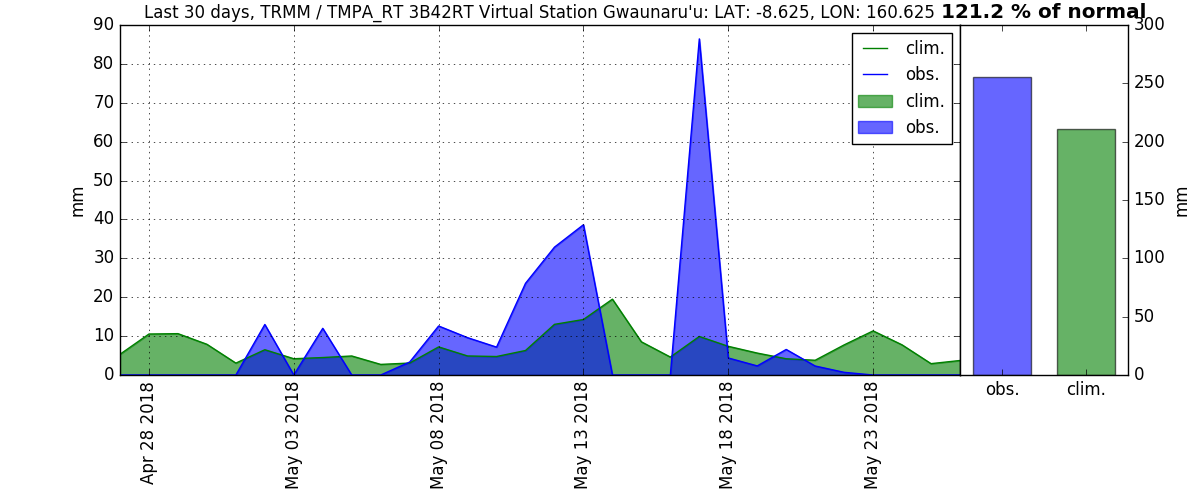 Last 30 days, TRMM / TMPA_RT 3B42RT Virtual Station Gwaunaru'u: LAT: -8.625, LON: 160.625 121.2 % of normal
90
80
70
60
50
40
30
20
10
0
mm
clim.
obs.
clim.
obs.
Apr 28 2018
May 03 2018
May 08 2018
May 13 2018
May 18 2018
May 23 2018
300
250
200
150
100
50
0
mm
obs.
clim.